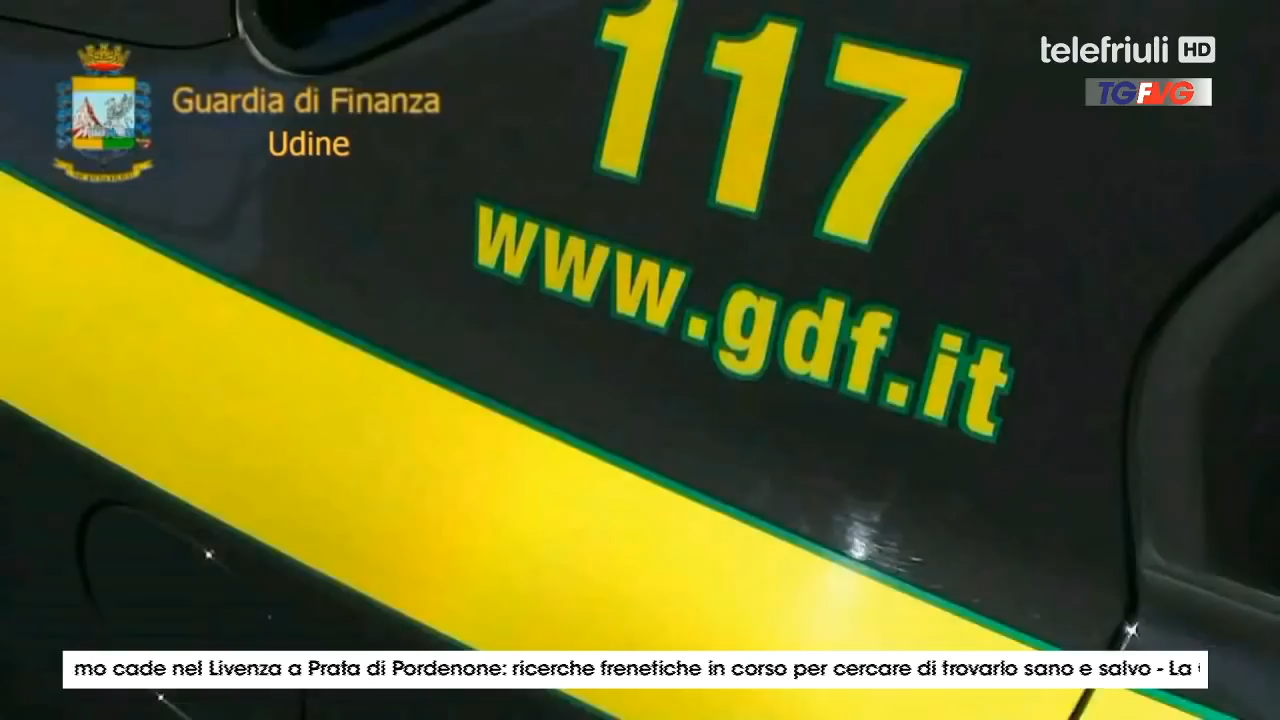 117
www.gdf.it
Guardia di Finanza
Udine
telefriuli HD
TGFVG
mo cade nel Livenza a Prata di Pordenone: ricerche frenetiche in corso per cercare di trovarlo sano e salvo - La